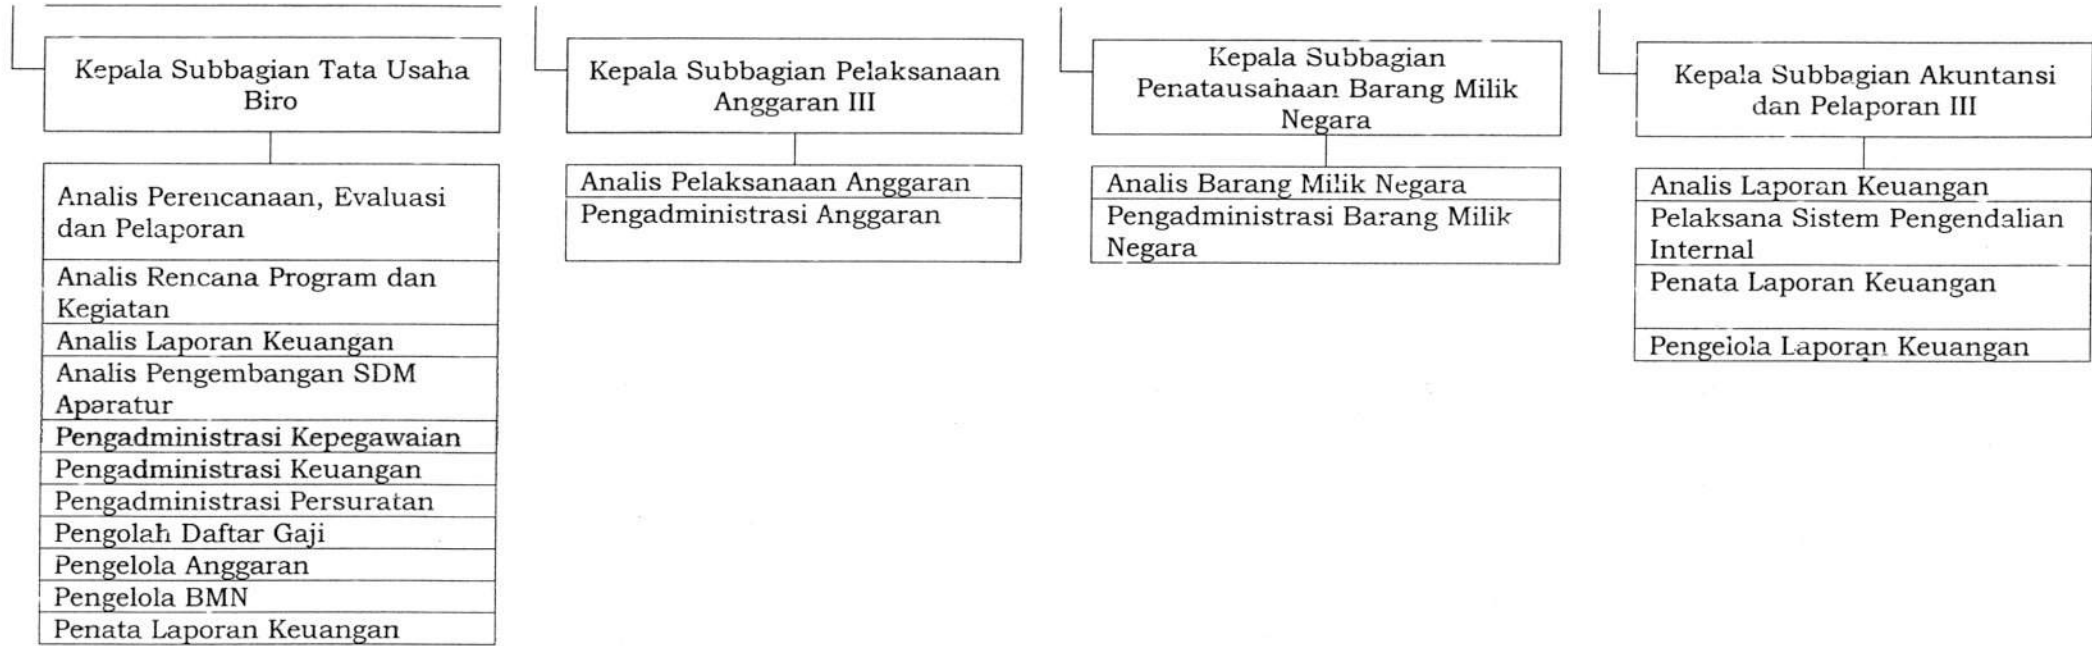 Kepala Subbagian Tata Usaha
Biro
Analis Perencanaan, Evaluasi
dan Pelaporan
Analis Rencana Program dan
Kegiatan
Analis Laporan Keuangan
Analis Pengembangan SDM
Aparatur
Pengadministrasi Kepegawaian
Pengadministrasi Keuangan
Pengadministrasi Persuratan
Pengolah Daftar Gaji
Pengelola Anggaran
Pengelola BMN
Penata Laporan Keuangan
Kepala Subbagian Pelaksanaan
Anggaran III
Analis Pelaksanaan Anggaran
Pengadministrasi Anggaran
Kepala Subbagian
Penatausahaan Barang Milik
Negara
Analis Barang Milik Negara
Pengadministrasi Barang Milik
Negara
Kepala Subbagian Akuntansi
dan Pelaporan III
Analis Laporan Keuangan
Pelaksana Sistem Pengendalian
Internal
Penata Laporan Keuangan
Pengelola Laporan Keuangan